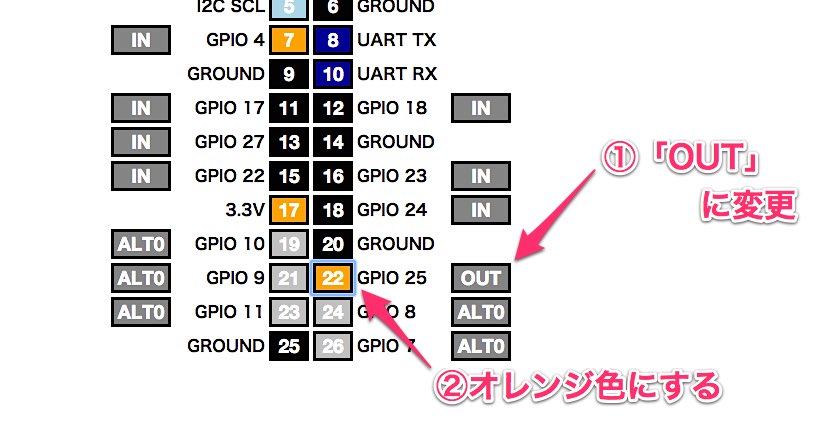 I2C SCL 5 6 GROUND
IN GPIO 4 7 8 UART TX
GROUND 9 10 UART RX
IN GPIO 17 11 12 GPIO 18 IN
IN GPIO 27 13 14 GROUND
IN GPIO 22 15 16 GPIO 23 IN
3.3V 17 18 GPIO 24 IN
ALT0 GPIO 10 19 20 GROUND
ALT0 GPIO 9 21 22 GPIO 25 OUT
ALT0 GPIO 11 23 24 GPIO 8 ALT0
GROUND 25 26 GPIO 7 ALT0
①「OUT」
に変更
②オレンジ色にする